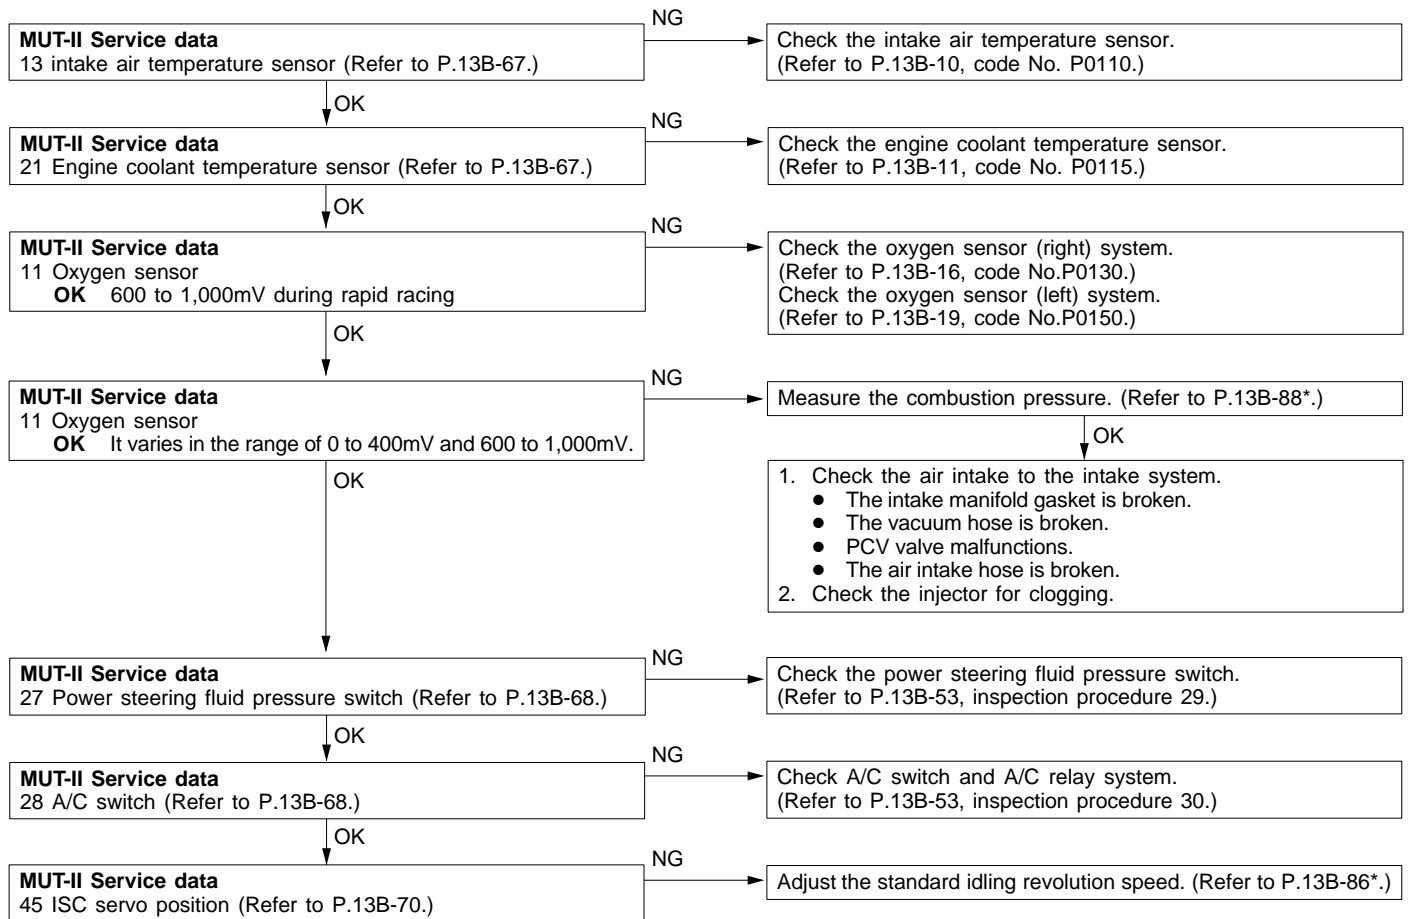 NG
MUT-II Service data
13 intake air temperature sensor (Refer to P.13B-67.)
Check the intake air temperature sensor.
(Refer to P.13B-10, code No. P0110.)
OK
NG
MUT-II Service data
21 Engine coolant temperature sensor (Refer to P.13B-67.)
Check the engine coolant temperature sensor.
(Refer to P.13B-11, code No. P0115.)
OK
NG
MUT-II Service data
11 Oxygen sensor
OK 600 to 1,000mV during rapid racing
Check the oxygen sensor (right) system.
(Refer to P.13B-16, code No.P0130.)
Check the oxygen sensor (left) system.
(Refer to P.13B-19, code No.P0150.)
OK
NG
MUT-II Service data
11 Oxygen sensor
OK It varies in the range of 0 to 400mV and 600 to 1,000mV.
Measure the combustion pressure. (Refer to P.13B-88*.)
OK
1. Check the air intake to the intake system.
● The intake manifold gasket is broken.
● The vacuum hose is broken.
● PCV valve malfunctions.
● The air intake hose is broken.
2. Check the injector for clogging.
OK
NG
MUT-II Service data
27 Power steering fluid pressure switch (Refer to P.13B-68.)
Check the power steering fluid pressure switch.
(Refer to P.13B-53, inspection procedure 29.)
OK
NG
MUT-II Service data
28 A/C switch (Refer to P.13B-68.)
Check A/C switch and A/C relay system.
(Refer to P.13B-53, inspection procedure 30.)
OK
NG
MUT-II Service data
45 ISC servo position (Refer to P.13B-70.)
Adjust the standard idling revolution speed. (Refer to P.13B-86*.)